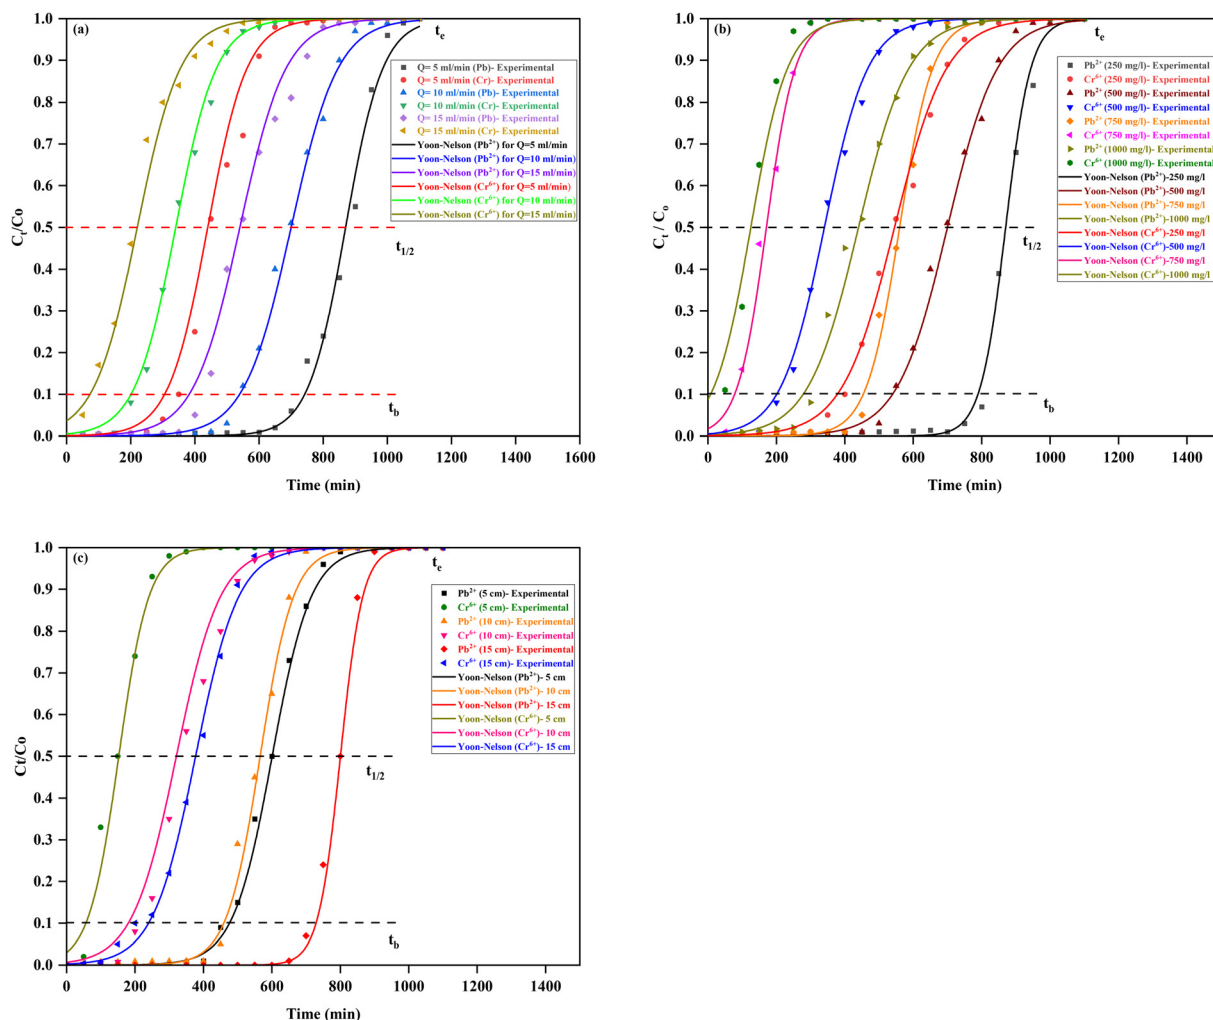 (a)
t_e
Q= 5 ml/min (Pb)- Experimental
Q= 5 ml/min (Cr)- Experimental
Q= 10 ml/min (Pb)- Experimental
Q= 10 ml/min (Cr)- Experimental
Q= 15 ml/min (Pb)- Experimental
Q= 15 ml/min (Cr)- Experimental
Yoon-Nelson (Pb²⁺) for Q=5 ml/min
Yoon-Nelson (Pb²⁺) for Q=10 ml/min)
Yoon-Nelson (Pb²⁺) for Q=15 ml/min)
Yoon-Nelson (Cr⁶⁺) for Q=5 ml/min)
Yoon-Nelson (Cr⁶⁺) for Q=10 ml/min)
Yoon-Nelson (Cr⁶⁺) for Q=15 ml/min)
t_1/2
t_b
1.0
0.9
0.8
0.7
0.6
0.5
0.4
0.3
0.2
0.1
0.0
C_t/Co
0 200 400 600 800 1000 1200 1400 1600
Time (min)
(b)
t_e
Pb²⁺ (250 mg/l)- Experimental
Cr⁶⁺ (250 mg/l)- Experimental
Pb²⁺ (500 mg/l)- Experimental
Cr⁶⁺ (500 mg/l)- Experimental
Pb²⁺ (750 mg/l)- Experimental
Cr⁶⁺ (750 mg/l)- Experimental
Pb²⁺ (1000 mg/l)- Experimental
Cr⁶⁺ (1000 mg/l)- Experimental
Yoon-Nelson (Pb²⁺)-250 mg/l
Yoon-Nelson (Pb²⁺)-500 mg/l
Yoon-Nelson (Pb²⁺)-750 mg/l
Yoon-Nelson (Pb²⁺)-1000 mg/l
Yoon-Nelson (Cr⁶⁺)-250 mg/l
Yoon-Nelson (Cr⁶⁺)-500 mg/l
Yoon-Nelson (Cr⁶⁺)-750 mg/l
Yoon-Nelson (Cr⁶⁺)-1000 mg/l
t_1/2
t_b
1.0
0.9
0.8
0.7
0.6
0.5
0.4
0.3
0.2
0.1
0.0
C_t / C_o
0 200 400 600 800 1000 1200 1400
Time (min)
(c)
t_e
Pb²⁺ (5 cm)- Experimental
Cr⁶⁺ (5 cm)- Experimental
Pb²⁺ (10 cm)- Experimental
Cr⁶⁺ (10 cm)- Experimental
Pb²⁺ (15 cm)- Experimental
Cr⁶⁺ (15 cm)- Experimental
Yoon-Nelson (Pb²⁺)- 5 cm
Yoon-Nelson (Pb²⁺)- 10 cm
Yoon-Nelson (Pb²⁺)- 15 cm
Yoon-Nelson (Cr⁶⁺)- 5 cm
Yoon-Nelson (Cr⁶⁺)- 10 cm
Yoon-Nelson (Cr⁶⁺)- 15 cm
t_1/2
t_b
1.0
0.9
0.8
0.7
0.6
0.5
0.4
0.3
0.2
0.1
0.0
Ct/Co
0 200 400 600 800 1000 1200 1400
Time (min)